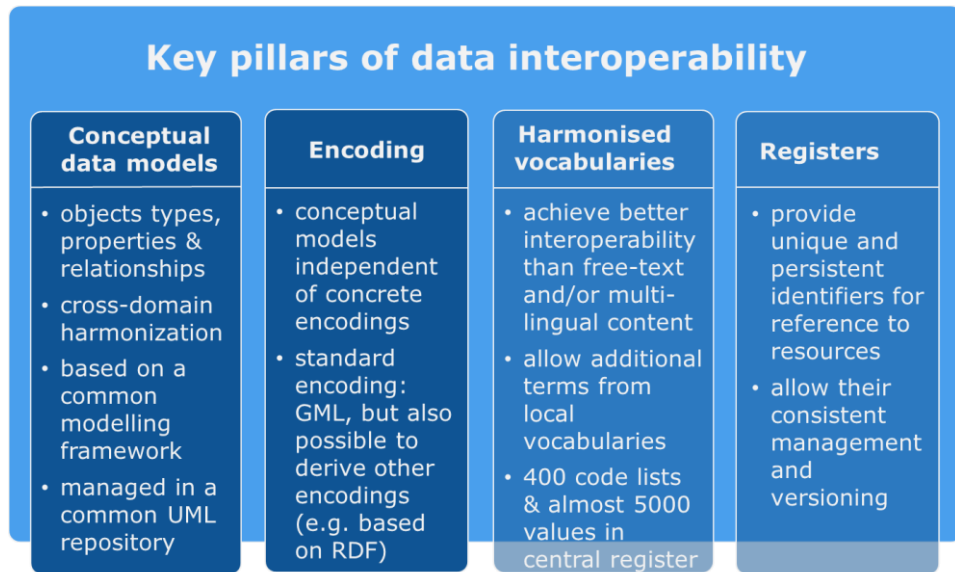 Key pillars of data interoperability
Conceptual
data models
• objects types,
properties &
relationships
• cross-domain
harmonization
• based on a
common
modelling
framework
• managed in a
common UML
repository
Encoding
• conceptual
models
independent
of concrete
encodings
• standard
encoding:
GML, but also
possible to
derive other
encodings
(e.g. based
on RDF)
Harmonised
vocabularies
• achieve better
interoperability
than free-text
and/or multi-
lingual content
• allow additional
terms from
local
vocabularies
• 400 code lists
& almost 5000
values in
central register
Registers
• provide
unique and
persistent
identifiers for
reference to
resources
• allow their
consistent
management
and
versioning